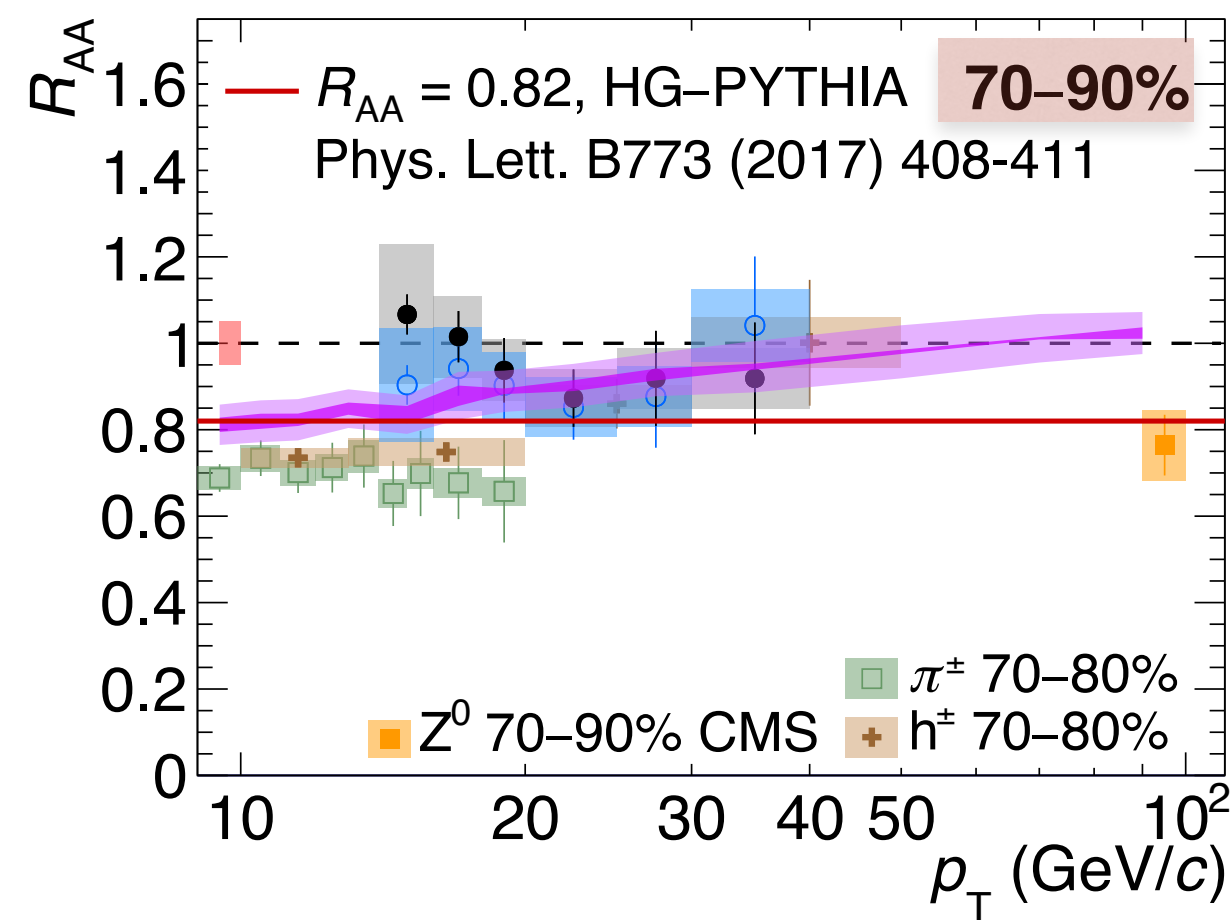 R_AA = 0.82, HG–PYTHIA
70–90%
Phys. Lett. B773 (2017) 408-411
R_AA
1.6
1.4
1.2
1
0.8
0.6
0.4
0.2
0
π± 70–80%
Z⁰ 70–90% CMS
h± 70–80%
10 20 30 40 50 10²
p_T (GeV/c)